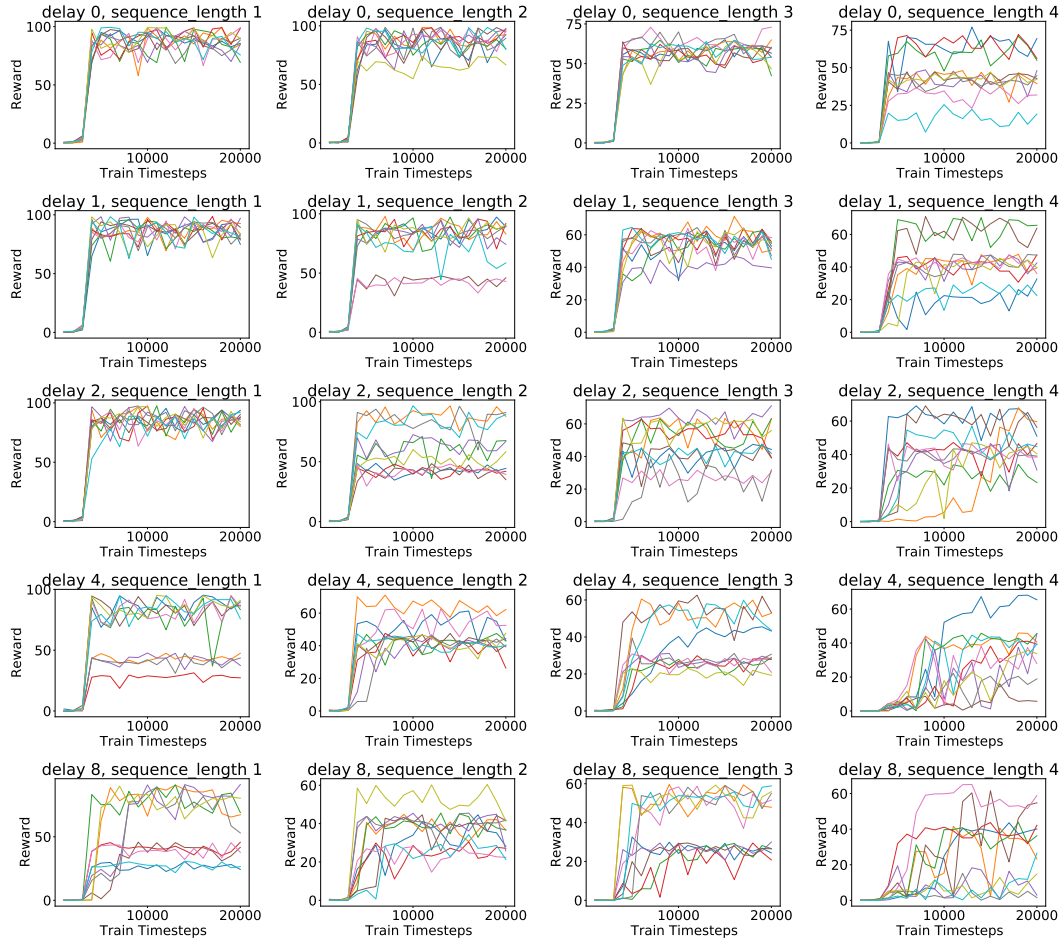 delay 0, sequence_length 1
Reward
100
50
0
10000
20000
Train Timesteps
delay 0, sequence_length 2
Reward
100
50
0
10000
20000
Train Timesteps
delay 0, sequence_length 3
Reward
75
50
25
0
10000
20000
Train Timesteps
delay 0, sequence_length 4
Reward
75
50
25
0
10000
20000
Train Timesteps
delay 1, sequence_length 1
Reward
100
50
0
10000
20000
Train Timesteps
delay 1, sequence_length 2
Reward
100
50
0
10000
20000
Train Timesteps
delay 1, sequence_length 3
Reward
60
40
20
0
10000
20000
Train Timesteps
delay 1, sequence_length 4
Reward
60
40
20
0
10000
20000
Train Timesteps
delay 2, sequence_length 1
Reward
100
50
0
10000
20000
Train Timesteps
delay 2, sequence_length 2
Reward
100
50
0
10000
20000
Train Timesteps
delay 2, sequence_length 3
Reward
60
40
20
0
10000
20000
Train Timesteps
delay 2, sequence_length 4
Reward
60
40
20
0
10000
20000
Train Timesteps
delay 4, sequence_length 1
Reward
100
50
0
10000
20000
Train Timesteps
delay 4, sequence_length 2
Reward
60
40
20
0
10000
20000
Train Timesteps
delay 4, sequence_length 3
Reward
60
40
20
0
10000
20000
Train Timesteps
delay 4, sequence_length 4
Reward
60
40
20
0
10000
20000
Train Timesteps
delay 8, sequence_length 1
Reward
50
0
10000
20000
Train Timesteps
delay 8, sequence_length 2
Reward
60
40
20
0
10000
20000
Train Timesteps
delay 8, sequence_length 3
Reward
60
40
20
0
10000
20000
Train Timesteps
delay 8, sequence_length 4
Reward
60
40
20
0
10000
20000
Train Timesteps